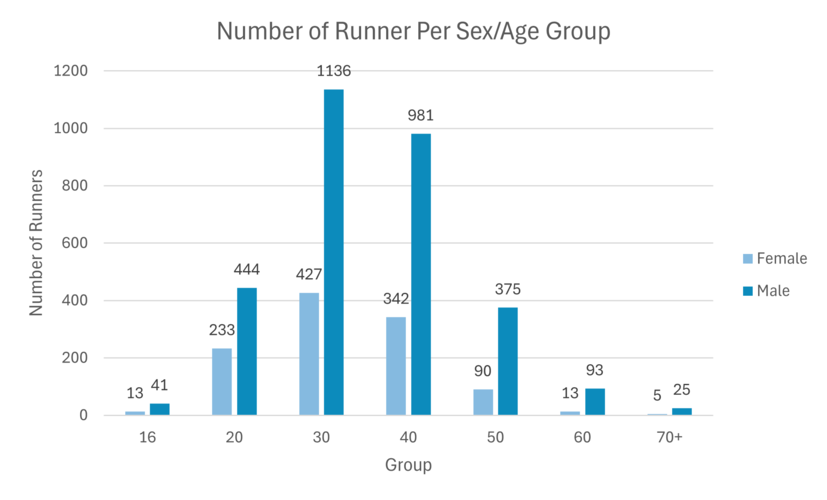 Number of Runner Per Sex/Age Group
1200
1000
800
600
400
200
0
Number of Runners
13 41
233 444
427 1136
342 981
90 375
13 93
5 25
16 20 30 40 50 60 70+
Group
Female
Male